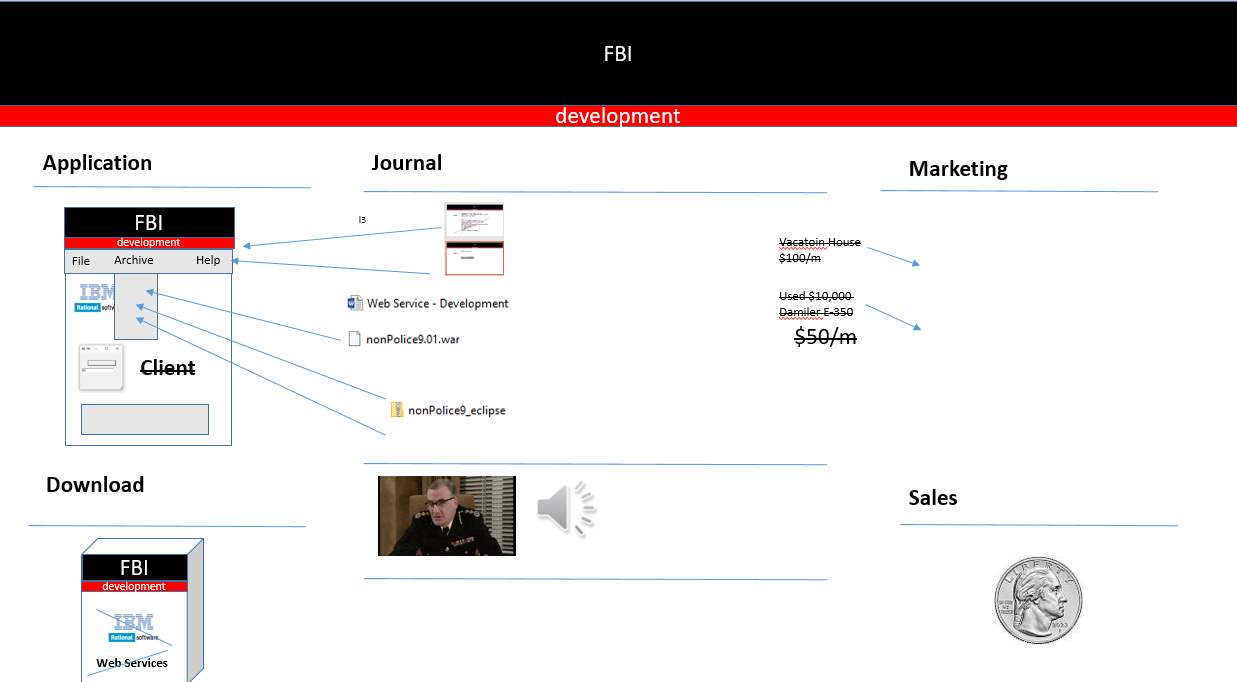 FBI
development
Application
Journal
Marketing
FBI
development
File Archive Help
IBM
Rational software
Client
Vacatoin House
$100/m
Used $10,000
Damiler E-350
$50/m
Web Service - Development
nonPolice9.01.war
nonPolice9_eclipse
Download
Sales
FBI
development
IBM
Rational software
Web Services
LIBERTY